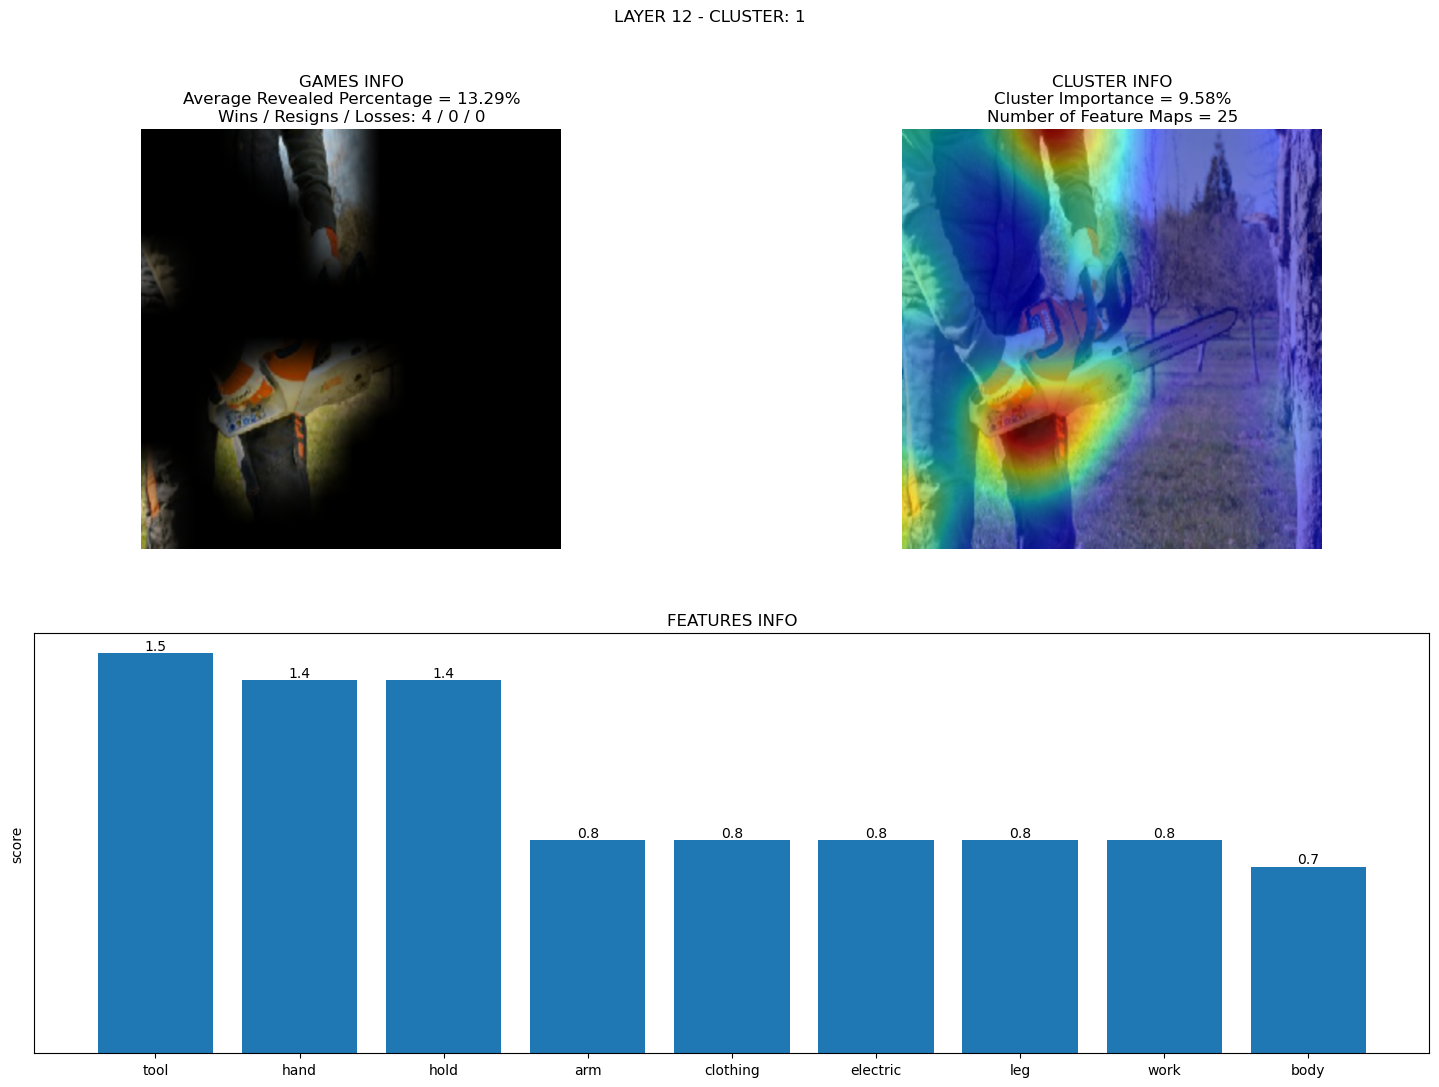 LAYER 12 - CLUSTER: 1
GAMES INFO
Average Revealed Percentage = 13.29%
Wins / Resigns / Losses: 4 / 0 / 0
CLUSTER INFO
Cluster Importance = 9.58%
Number of Feature Maps = 25
FEATURES INFO
score
1.5
1.4
1.4
0.8
0.8
0.8
0.8
0.8
0.7
tool
hand
hold
arm
clothing
electric
leg
work
body